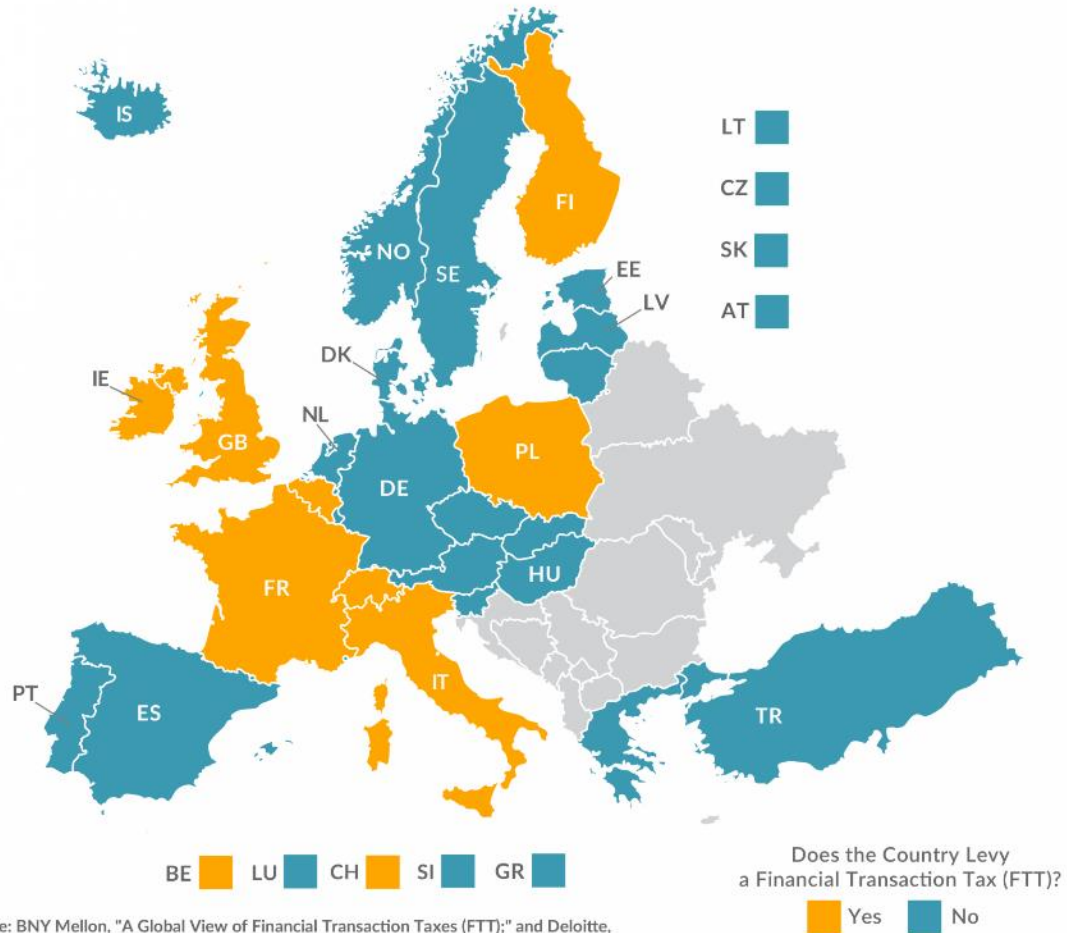 IS
LT
CZ
SK
AT
FI
NO
SE
EE
LV
DK
IE
NL
GB
PL
DE
FR
HU
IT
PT
ES
TR
BE LU CH SI GR
Does the Country Levy
a Financial Transaction Tax (FTT)?
Yes No
BNY Mellon, "A Global View of Financial Transaction Taxes (FTT);" and Deloitte,